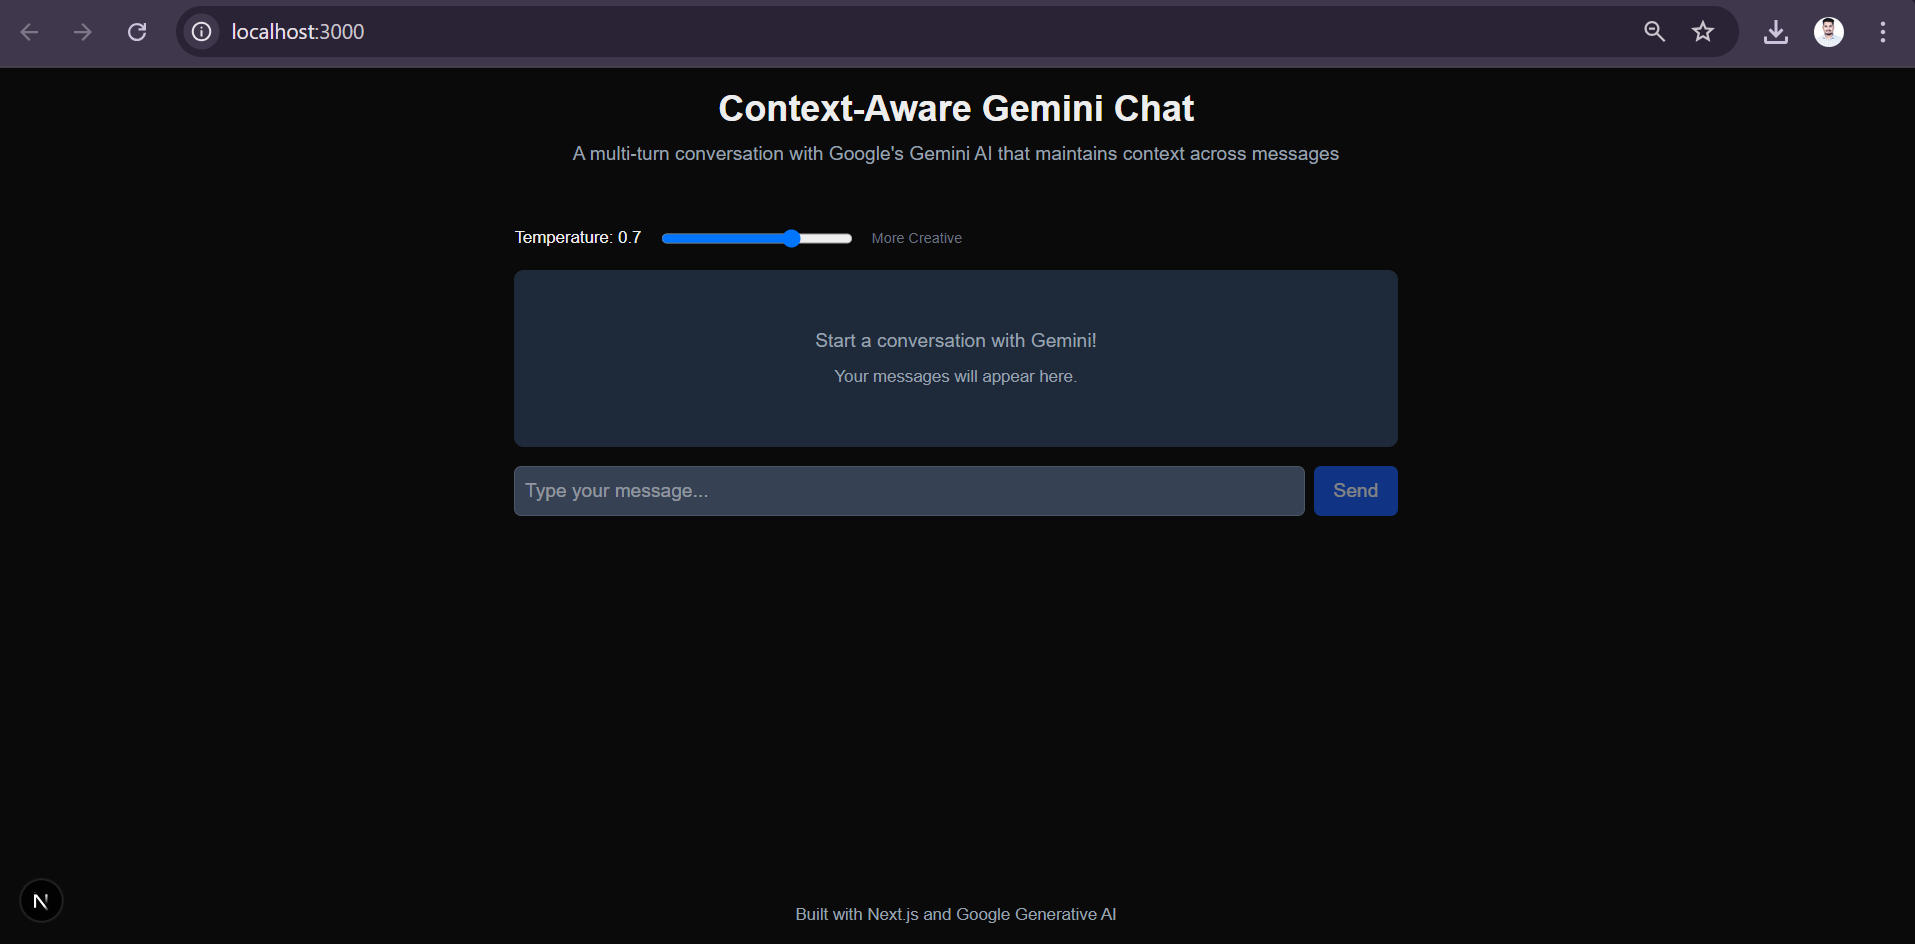 localhost:3000
Context-Aware Gemini Chat
A multi-turn conversation with Google's Gemini AI that maintains context across messages
Temperature: 0.7 More Creative
Start a conversation with Gemini!
Your messages will appear here.
Type your message... Send
N
Built with Next.js and Google Generative AI